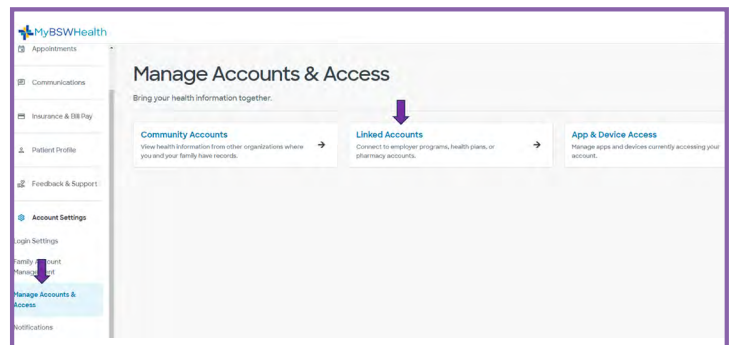 MyBSWHealth
Appointments
Communications
Insurance & Bill Pay
Patient Profile
Feedback & Support
Account Settings
Login Settings
Family Account
Management
Manage Accounts &
Access
Notifications
Manage Accounts & Access
Bring your health information together.
Community Accounts
View health information from other organizations where
you and your family have records.
Linked Accounts
Connect to employer programs, health plans, or
pharmacy accounts.
App & Device Access
Manage apps and devices currently accessing your
account.